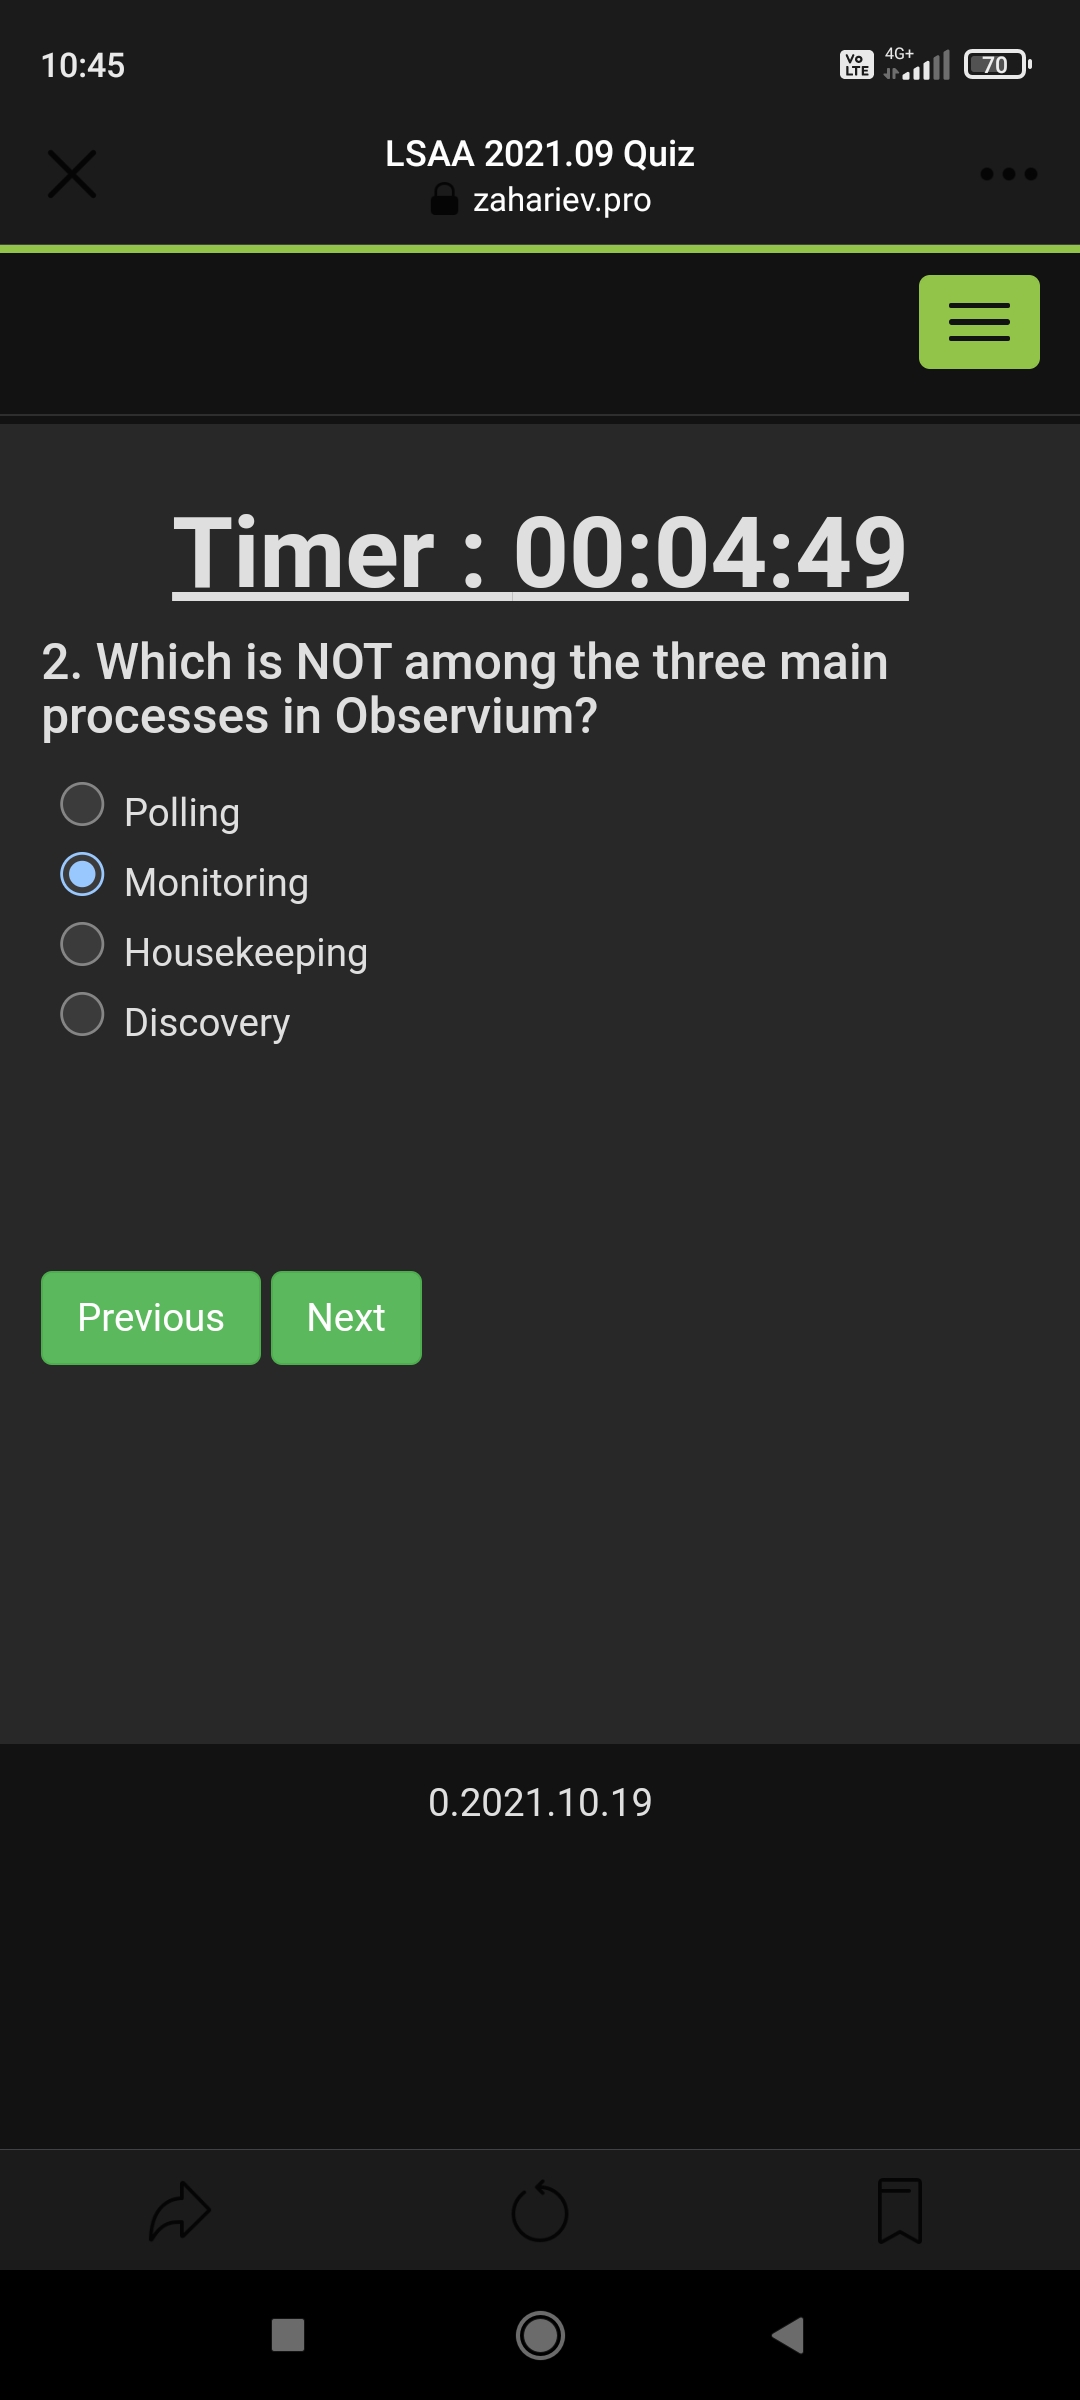 10:45
Vo LTE
4G+
70
LSAA 2021.09 Quiz
zahariev.pro
Timer : 00:04:49
2. Which is NOT among the three main
processes in Observium?
Polling
Monitoring
Housekeeping
Discovery
Previous
Next
0.2021.10.19